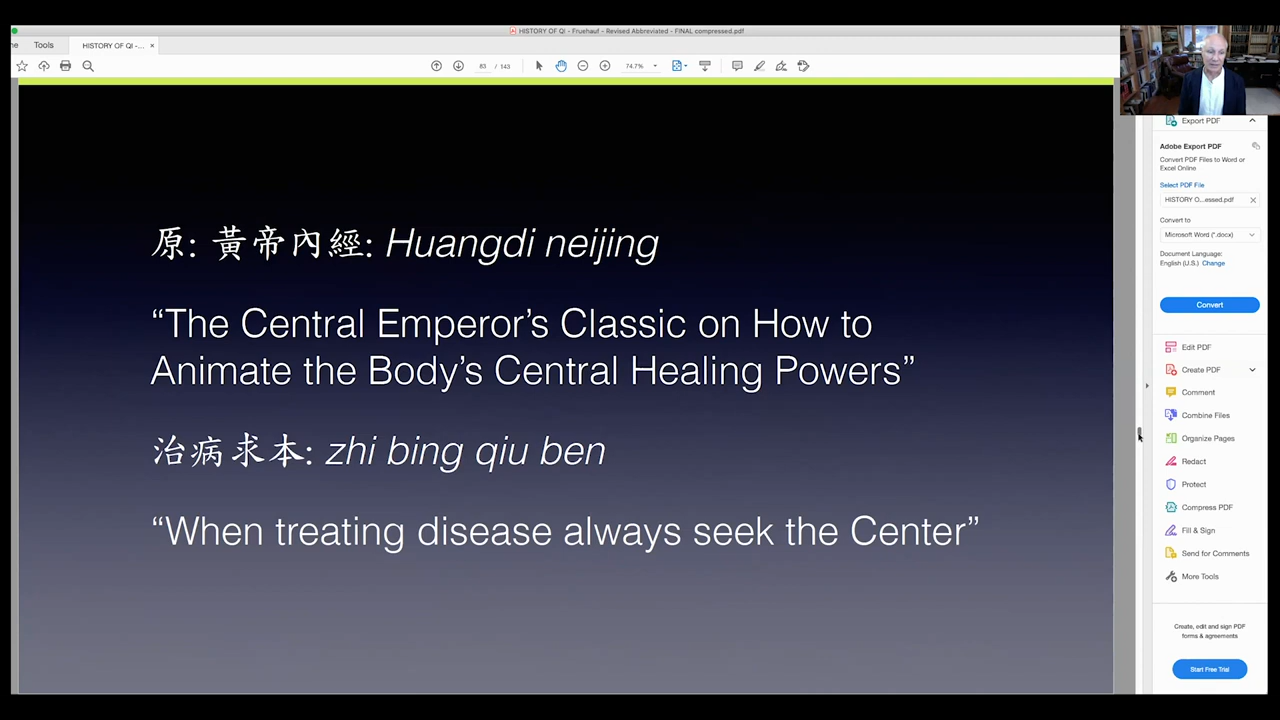 HISTORY OF QI - Fruehauf - Revised Abbreviated - FINAL compressed.pdf
Tools
HISTORY OF QI -... ×
83 / 143
74.7%
原: 黃帝內經: Huangdi neijing
“The Central Emperor’s Classic on How to
Animate the Body’s Central Healing Powers”
治病求本: zhi bing qiu ben
“When treating disease always seek the Center”
Export PDF
Adobe Export PDF
Convert PDF Files to Word or
Excel Online
Select PDF File
HISTORY O...essed.pdf
Convert to
Microsoft Word (*.docx)
Document Language:
English (U.S.) Change
Convert
Edit PDF
Create PDF
Comment
Combine Files
Organize Pages
Redact
Protect
Compress PDF
Fill & Sign
Send for Comments
More Tools
Create, edit and sign PDF
forms & agreements
Start Free Trial